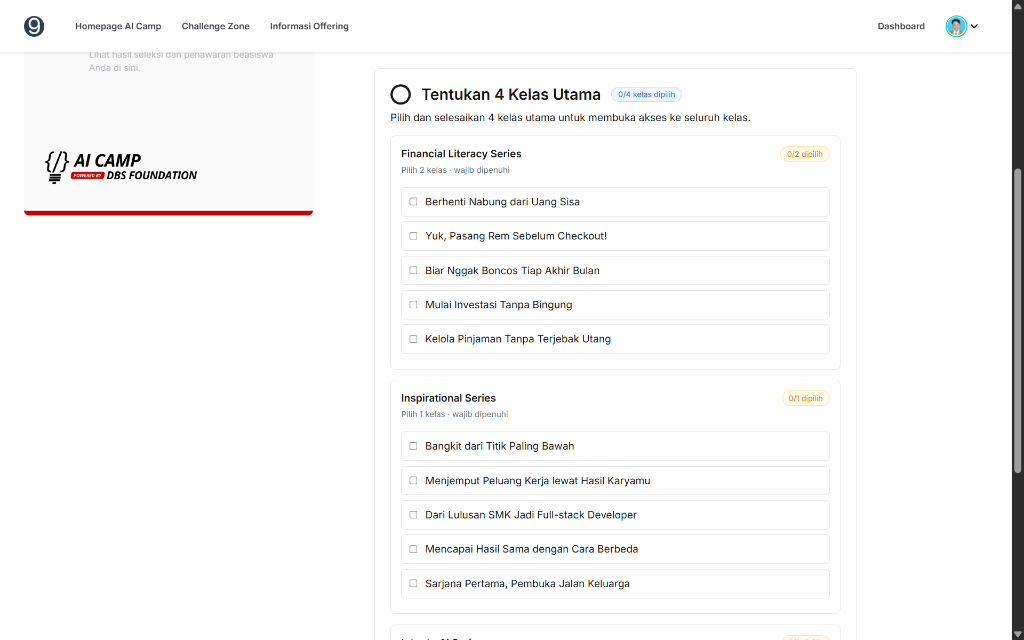 Homepage AI Camp
Challenge Zone
Informasi Offering
Dashboard
Lihat hasil seleksi dan penawaran beasiswa
Anda di sini.
{/} AI CAMP
POWERED BY DBS FOUNDATION
Tentukan 4 Kelas Utama
0/4 kelas dipilih
Pilih dan selesaikan 4 kelas utama untuk membuka akses ke seluruh kelas.
Financial Literacy Series
0/2 dipilih
Pilih 2 kelas · wajib dipenuhi
Berhenti Nabung dari Uang Sisa
Yuk, Pasang Rem Sebelum Checkout!
Biar Nggak Boncos Tiap Akhir Bulan
Mulai Investasi Tanpa Bingung
Kelola Pinjaman Tanpa Terjebak Utang
Inspirational Series
0/1 dipilih
Pilih 1 kelas · wajib dipenuhi
Bangkit dari Titik Paling Bawah
Menjemput Peluang Kerja lewat Hasil Karyamu
Dari Lulusan SMK Jadi Full-stack Developer
Mencapai Hasil Sama dengan Cara Berbeda
Sarjana Pertama, Pembuka Jalan Keluarga